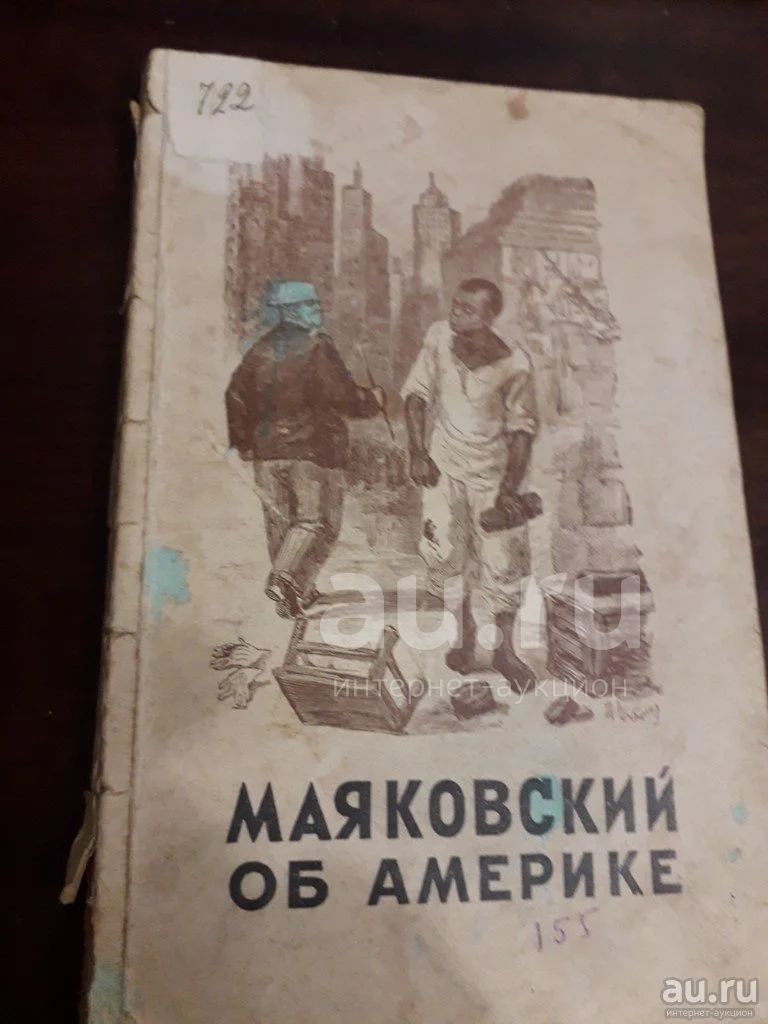 722
au.ru
интернет-аукцион
МАЯКОВСКИЙ
ОБ АМЕРИКЕ
155
au.ru
интернет-аукцион